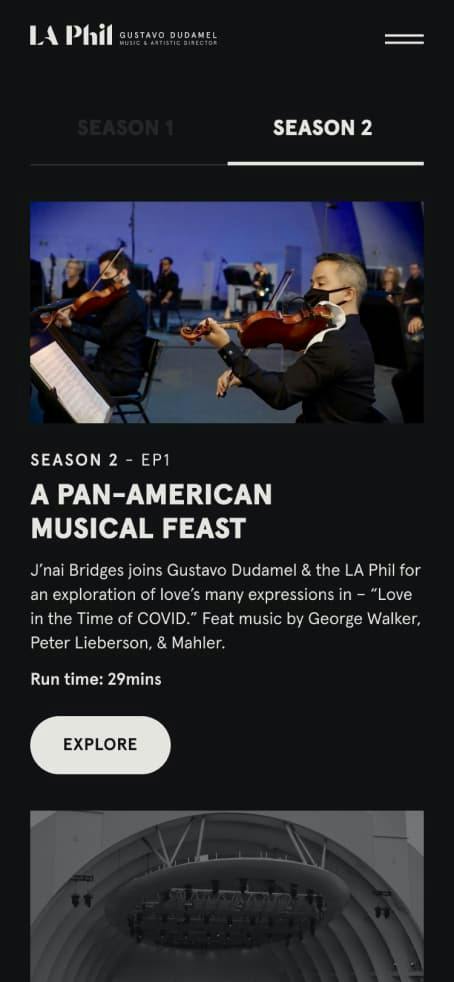 LA Phil GUSTAVO DUDAMEL
MUSIC & ARTISTIC DIRECTOR
SEASON 1
SEASON 2
SEASON 2 – EP1
A PAN-AMERICAN
MUSICAL FEAST
J’nai Bridges joins Gustavo Dudamel & the LA Phil for
an exploration of love’s many expressions in – “Love
in the Time of COVID.” Feat music by George Walker,
Peter Lieberson, & Mahler.
Run time: 29mins
EXPLORE